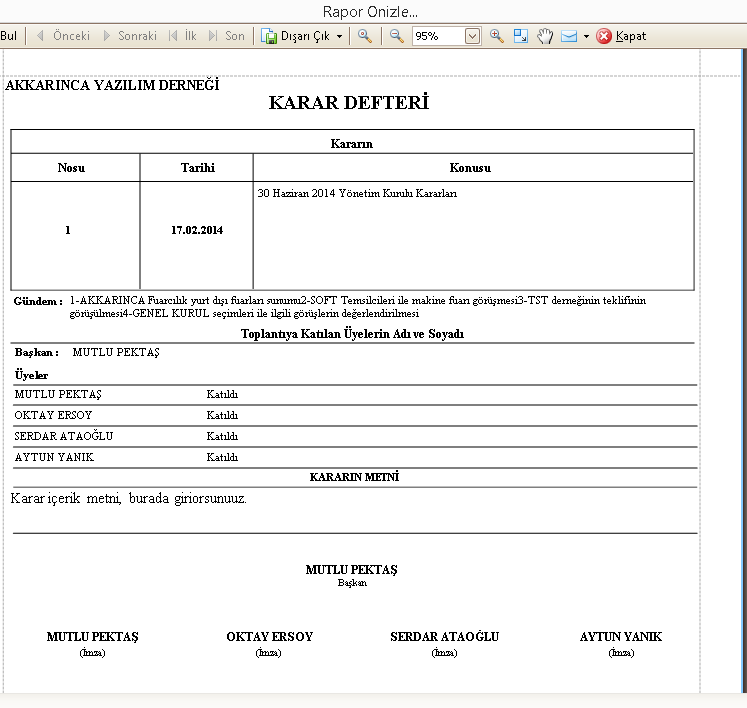 Rapor Onizle...
Bul Önceki Sonraki İlk Son Dışarı Çık 95% Kapat
AKKARINCA YAZILIM DERNEĞİ
KARAR DEFTERİ
Kararın
Nosu Tarihi Konusu
30 Haziran 2014 Yönetim Kurulu Kararları
1 17.02.2014
Gündem : 1-AKKARINCA Fuarcılık yurt dışı fuarları sunumu2-SOFT Temsilcileri ile makine fuarı görüşmesi3-TST derneğinin teklifinin
görüşülmesi4-GENEL KURUL seçimleri ile ilgili görüşlerin değerlendirilmesi
Toplantıya Katılan Üyelerin Adı ve Soyadı
Başkan : MUTLU PEKTAŞ
Üyeler
MUTLU PEKTAŞ Katıldı
OKTAY ERSOY Katıldı
SERDAR ATAOĞLU Katıldı
AYTUN YANIK Katıldı
KARARIN METNİ
Karar içerik metni, burada giriorsunuuz.
MUTLU PEKTAŞ
Başkan
MUTLU PEKTAŞ OKTAY ERSOY SERDAR ATAOĞLU AYTUN YANIK
(İmza) (İmza) (İmza) (İmza)